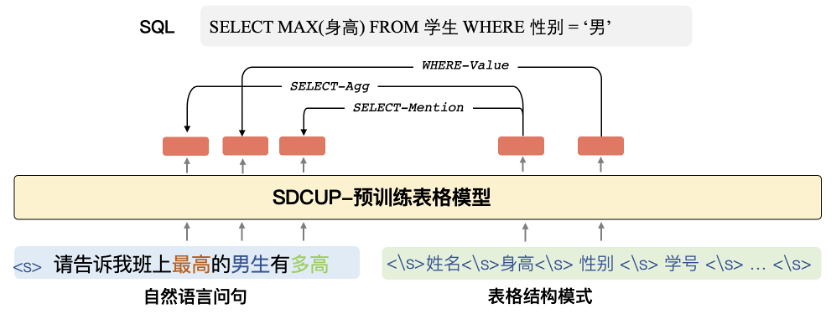 SQL SELECT MAX(身高) FROM 学生 WHERE 性别 = ‘男’
WHERE-Value
SELECT-Agg
SELECT-Mention
SDCUP-预训练表格模型
<s> 请告诉我班上最高的男生有多高 <\s>姓名<\s>身高<\s> 性别 <\s> 学号 <\s> ... <\s>
自然语言问句 表格结构模式